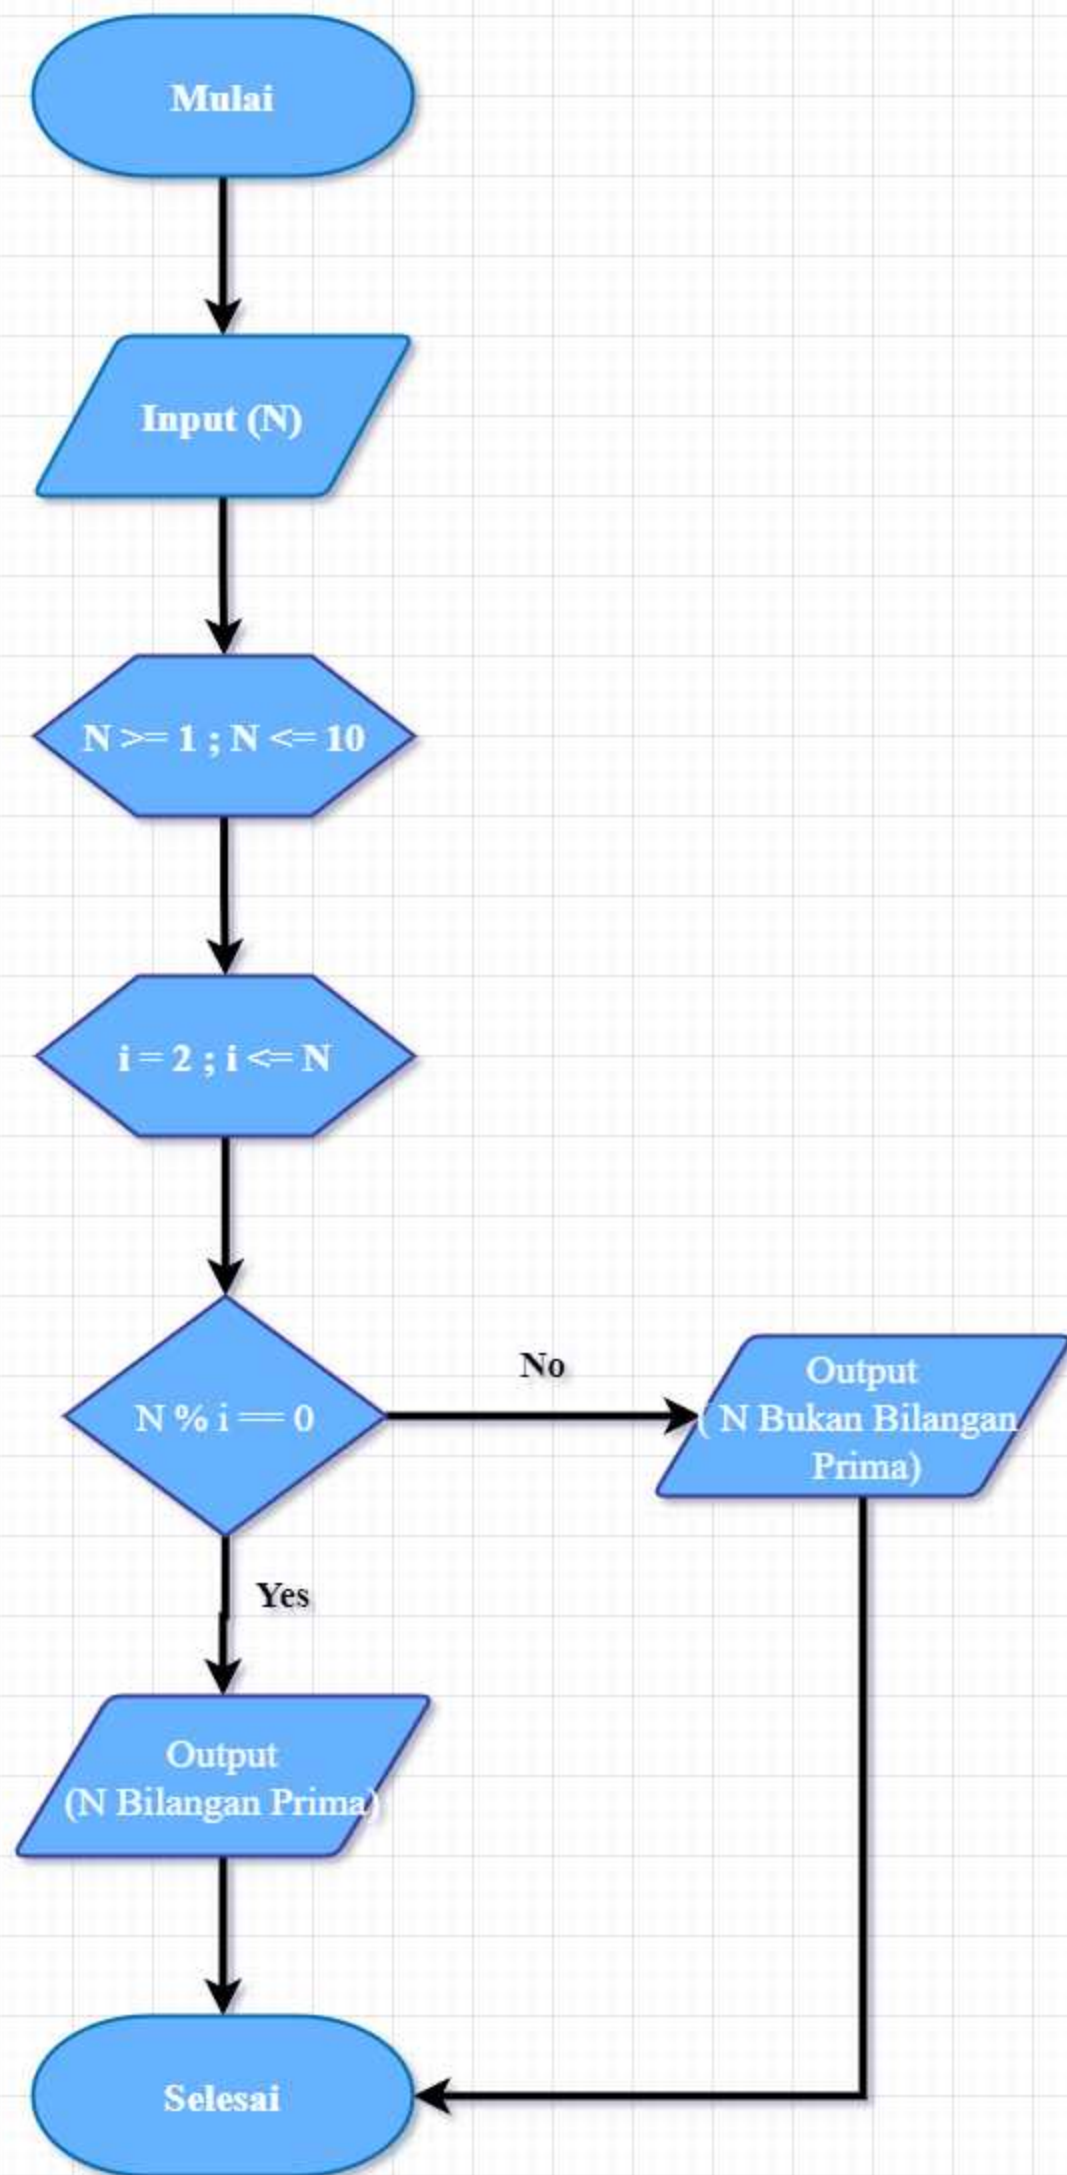 Mulai
Input (N)
N >= 1 ; N <= 10
i = 2 ; i <= N
N % i == 0
No
Output
( N Bukan Bilangan
Prima)
Yes
Output
(N Bilangan Prima)
Selesai